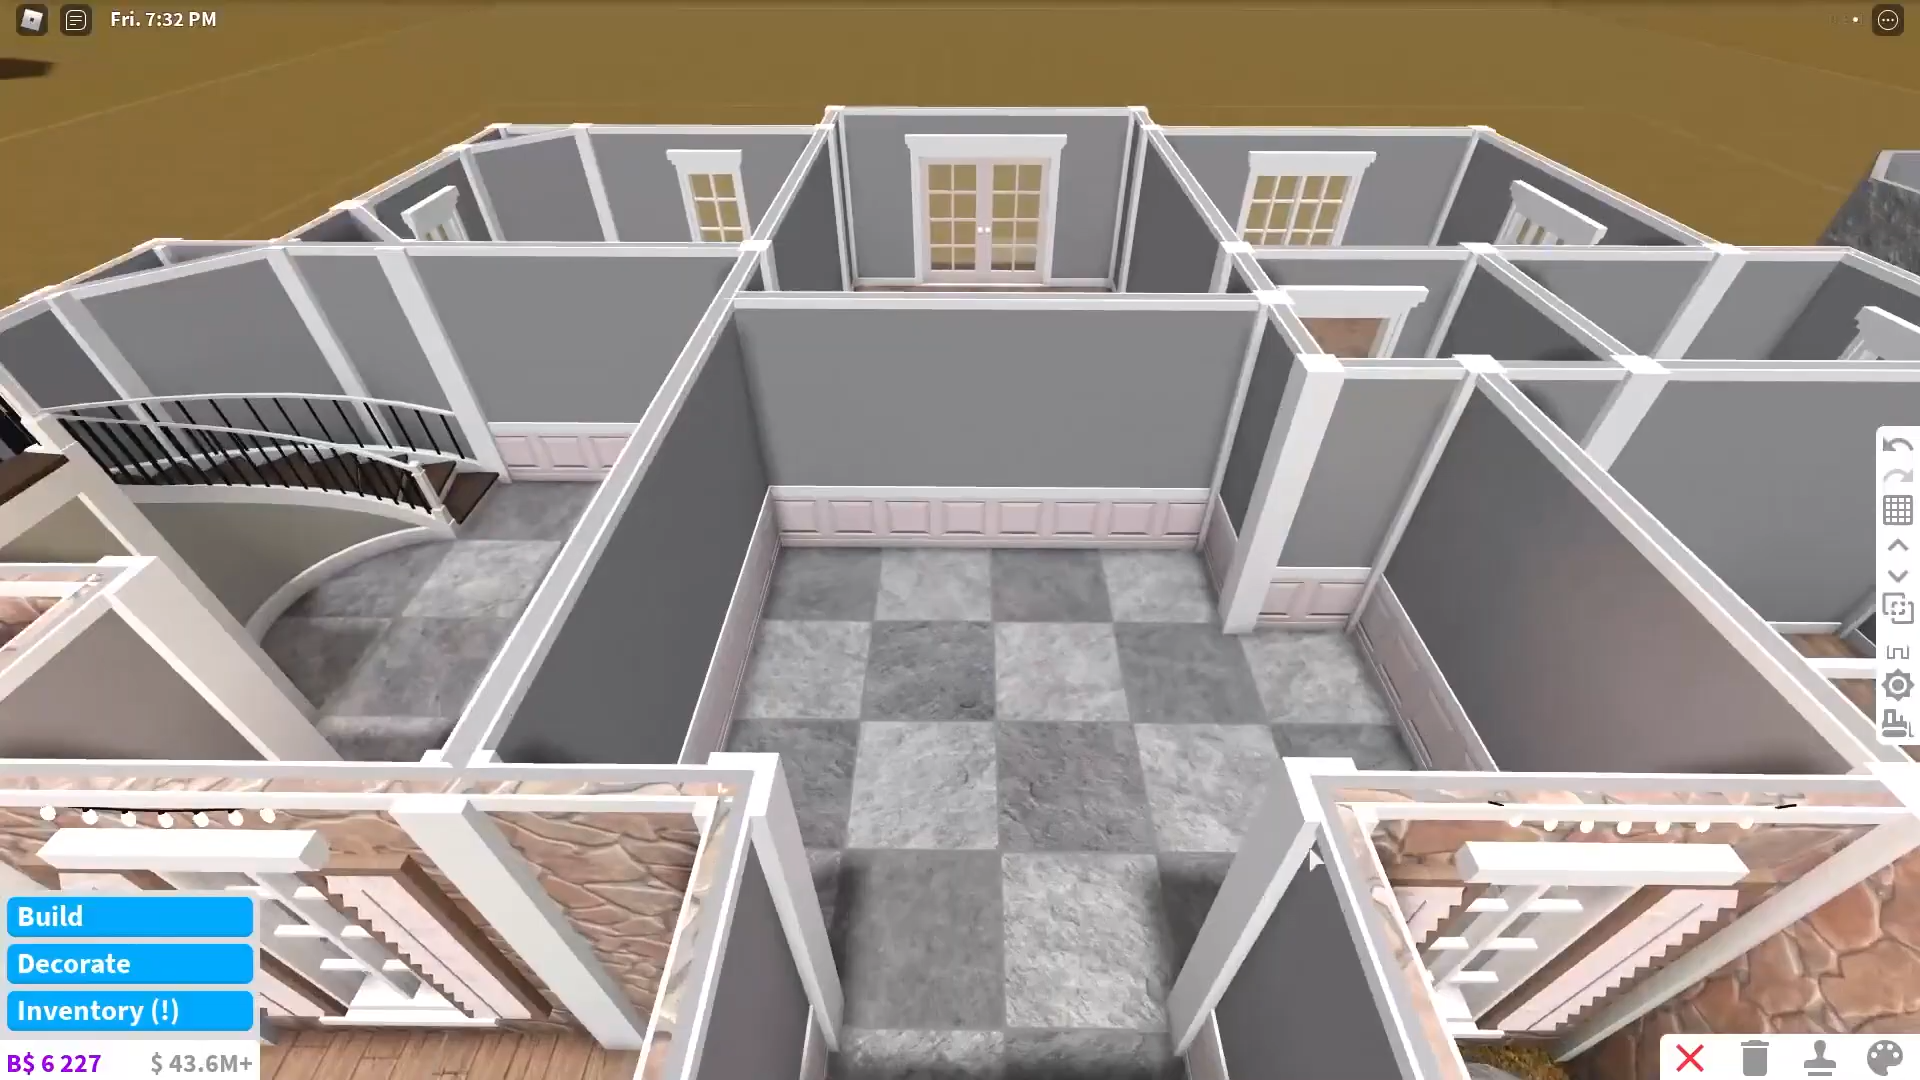 Fri. 7:32 PM
Build
Decorate
Inventory (!)
B$ 6 227
$ 43.6M+